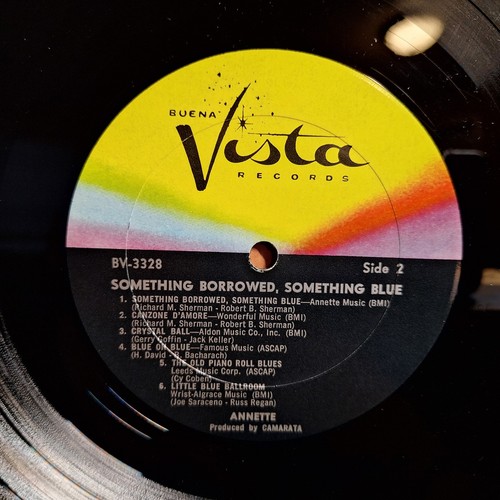 BUENA
Vista
RECORDS
BV-3328 Side 2
SOMETHING BORROWED, SOMETHING BLUE
1. SOMETHING BORROWED, SOMETHING BLUE—Annette Music (BMI)
(Richard M. Sherman - Robert B. Sherman)
2. CANZONE D'AMORE—Wonderful Music (BMI)
(Richard M. Sherman - Robert B. Sherman)
3. CRYSTAL BALL—Aldon Music Co., Inc. (BMI)
(Gerry Goffin - Jack Keller)
4. BLUE ON BLUE—Famous Music (ASCAP)
(H. David - B. Bacharach)
5. THE OLD PIANO ROLL BLUES
Leeds Music Corp. (ASCAP)
(Cy Coben)
6. LITTLE BLUE BALLROOM
Wrist-Algrace Music (BMI)
(Joe Saraceno - Russ Regan)
ANNETTE
Produced by CAMARATA